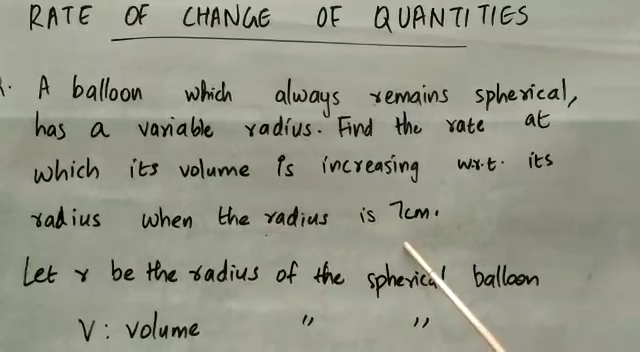 RATE OF CHANGE OF QUANTITIES
A balloon which always remains spherical,
has a variable radius. Find the rate at
which its volume is increasing w.r.t. its
radius when the radius is 7cm.
Let r be the radius of the spherical balloon
V : volume " "